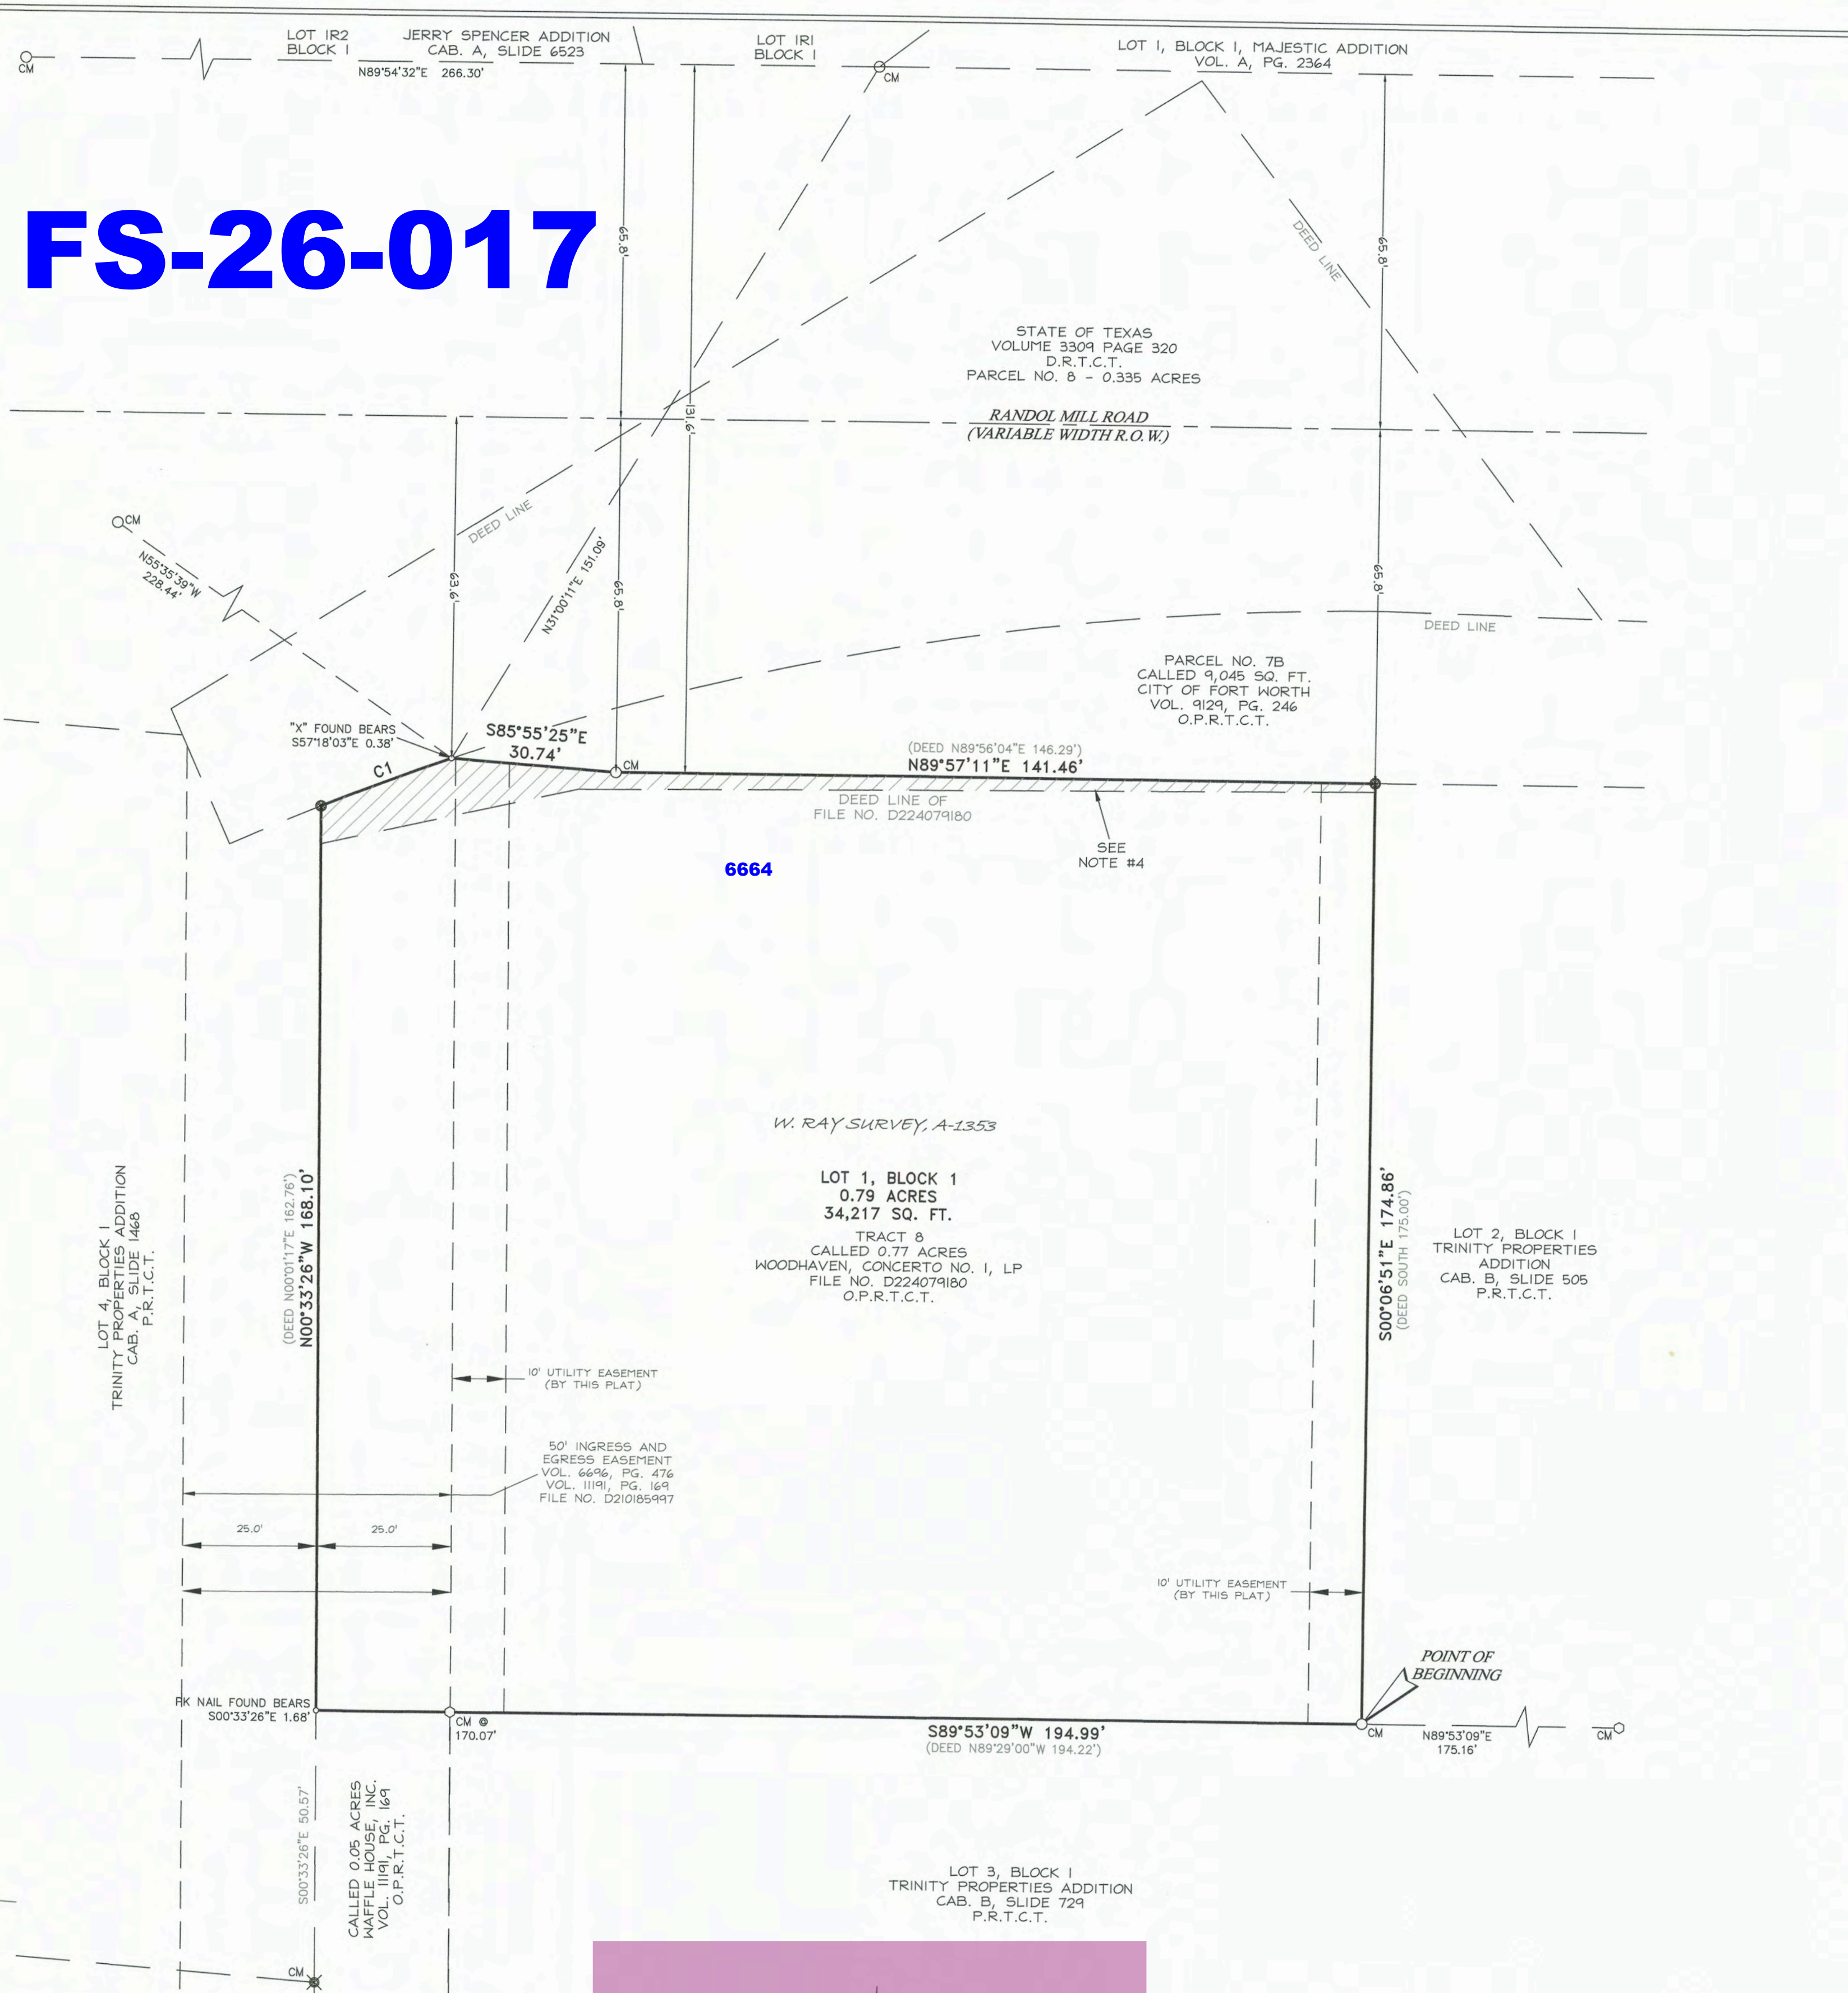 LOT 1R2
BLOCK 1
JERRY SPENCER ADDITION
CAB. A, SLIDE 6523
N89°54'32"E 266.30'
LOT 1R1
BLOCK 1
LOT 1, BLOCK 1, MAJESTIC ADDITION
VOL. A, PG. 2364
CM
CM
FS-26-017
65.8'
131.6'
65.8'
DEED LINE
STATE OF TEXAS
VOLUME 3309 PAGE 320
D.R.T.C.T.
PARCEL NO. 8 - 0.335 ACRES
RANDOL MILL ROAD
(VARIABLE WIDTH R.O.W.)
CM
N55°35'39"W
228.44'
DEED LINE
63.6'
N31°00'11"E 151.09'
65.8'
65.8'
DEED LINE
PARCEL NO. 7B
CALLED 9,045 SQ. FT.
CITY OF FORT WORTH
VOL. 9129, PG. 246
O.P.R.T.C.T.
"X" FOUND BEARS
S57°18'03"E 0.38'
C1
S85°55'25"E
30.74'
CM
(DEED N89°56'04"E 146.29')
N89°57'11"E 141.46'
DEED LINE OF
FILE NO. D224079180
SEE
NOTE #4
6664
W. RAY SURVEY, A-1353
LOT 1, BLOCK 1
0.79 ACRES
34,217 SQ. FT.
TRACT 8
CALLED 0.77 ACRES
WOODHAVEN, CONCERTO NO. 1, LP
FILE NO. D224079180
O.P.R.T.C.T.
LOT 4, BLOCK 1
TRINITY PROPERTIES ADDITION
CAB. A, SLIDE 1468
P.R.T.C.T.
(DEED N00°01'17"E 162.76')
N00°33'26"W 168.10'
S00°06'51"E 174.86'
(DEED SOUTH 175.00')
LOT 2, BLOCK 1
TRINITY PROPERTIES
ADDITION
CAB. B, SLIDE 505
P.R.T.C.T.
10' UTILITY EASEMENT
(BY THIS PLAT)
50' INGRESS AND
EGRESS EASEMENT
VOL. 6696, PG. 476
VOL. 11191, PG. 169
FILE NO. D210185997
25.0'
25.0'
10' UTILITY EASEMENT
(BY THIS PLAT)
POINT OF
BEGINNING
PK NAIL FOUND BEARS
S00°33'26"E 1.68'
CM @
170.07'
S89°53'09"W 194.99'
(DEED N89°29'00"W 194.22')
CM
N89°53'09"E
175.16'
CM
S00°33'26"E 50.57'
CALLED 0.05 ACRES
WAFFLE HOUSE, INC.
VOL. 11191, PG. 169
O.P.R.T.C.T.
LOT 3, BLOCK 1
TRINITY PROPERTIES ADDITION
CAB. B, SLIDE 729
P.R.T.C.T.
CM